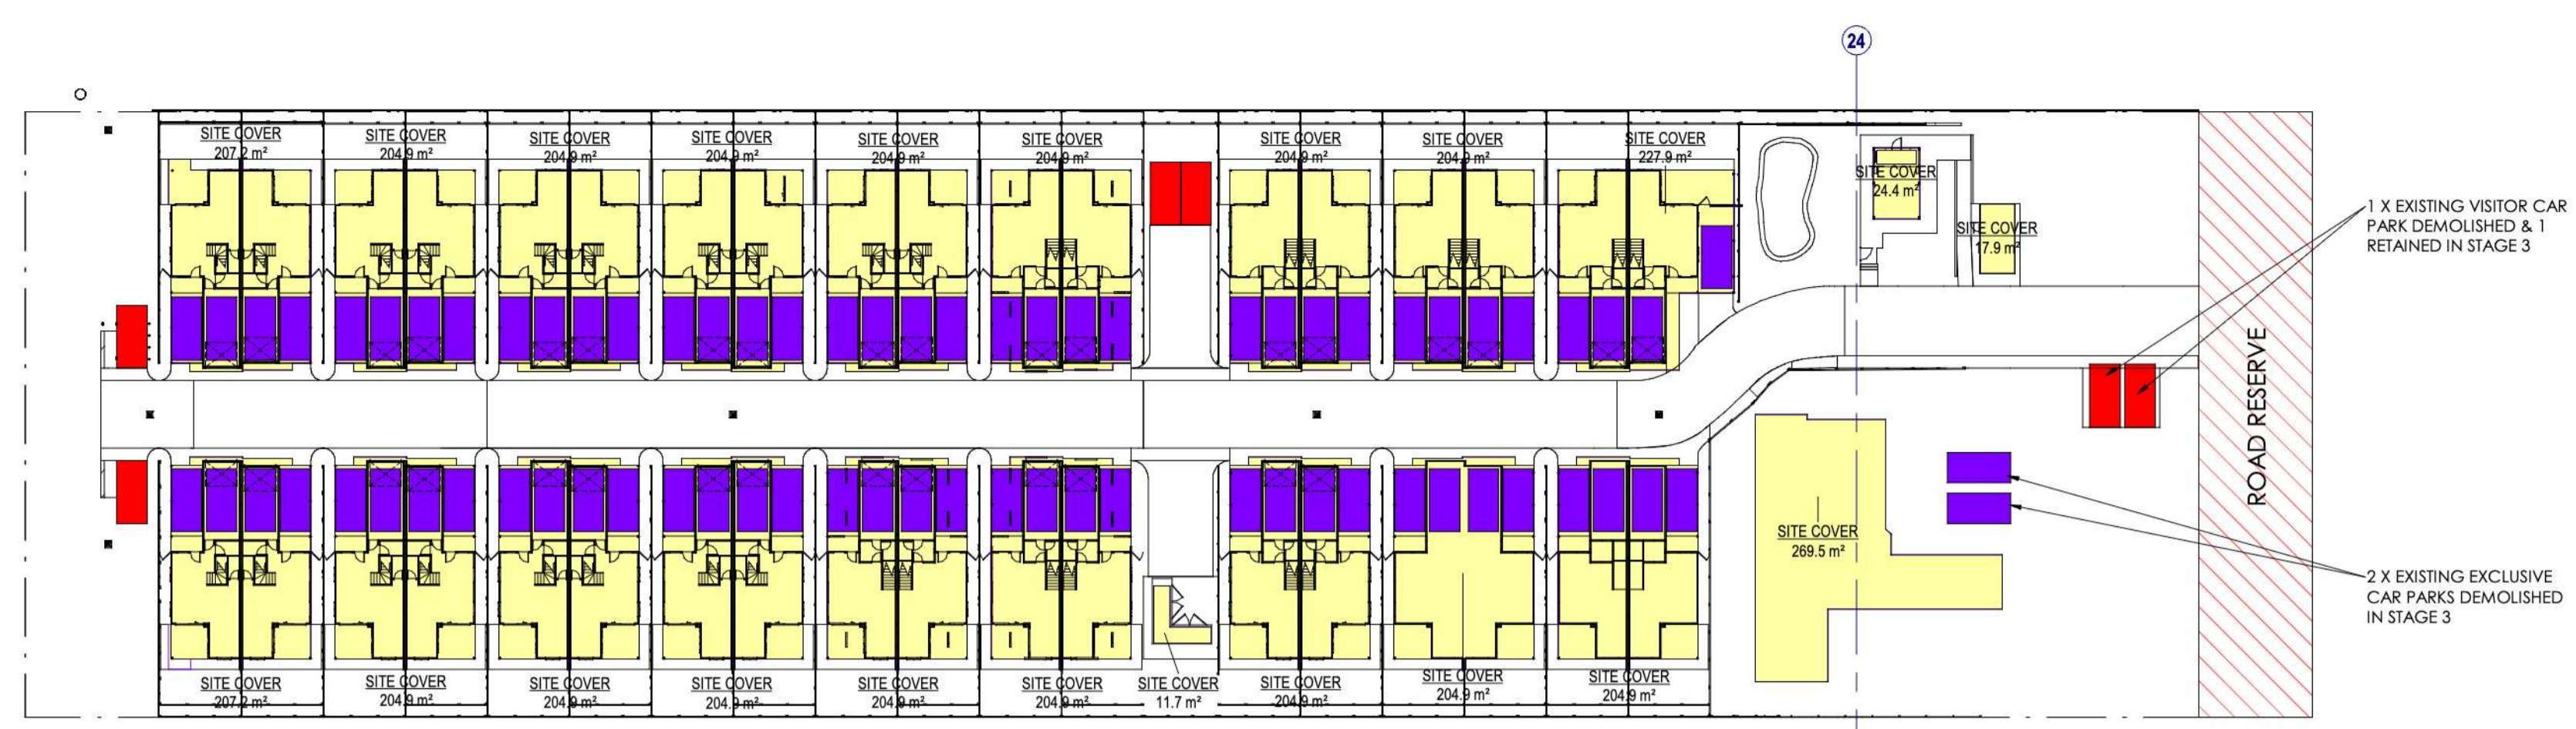 24
SITE COVER
207.2 m²
SITE COVER
204.9 m²
SITE COVER
204.9 m²
SITE COVER
204.9 m²
SITE COVER
204.9 m²
SITE COVER
204.9 m²
SITE COVER
204.9 m²
SITE COVER
204.9 m²
SITE COVER
227.9 m²
SITE COVER
24.4 m²
SITE COVER
17.9 m²
1 X EXISTING VISITOR CAR
PARK DEMOLISHED & 1
RETAINED IN STAGE 3
ROAD RESERVE
SITE COVER
269.5 m²
2 X EXISTING EXCLUSIVE
CAR PARKS DEMOLISHED
IN STAGE 3
SITE COVER
207.2 m²
SITE COVER
204.9 m²
SITE COVER
204.9 m²
SITE COVER
204.9 m²
SITE COVER
204.9 m²
SITE COVER
204.9 m²
SITE COVER
11.7 m²
SITE COVER
204.9 m²
SITE COVER
204.9 m²
SITE COVER
204.9 m²